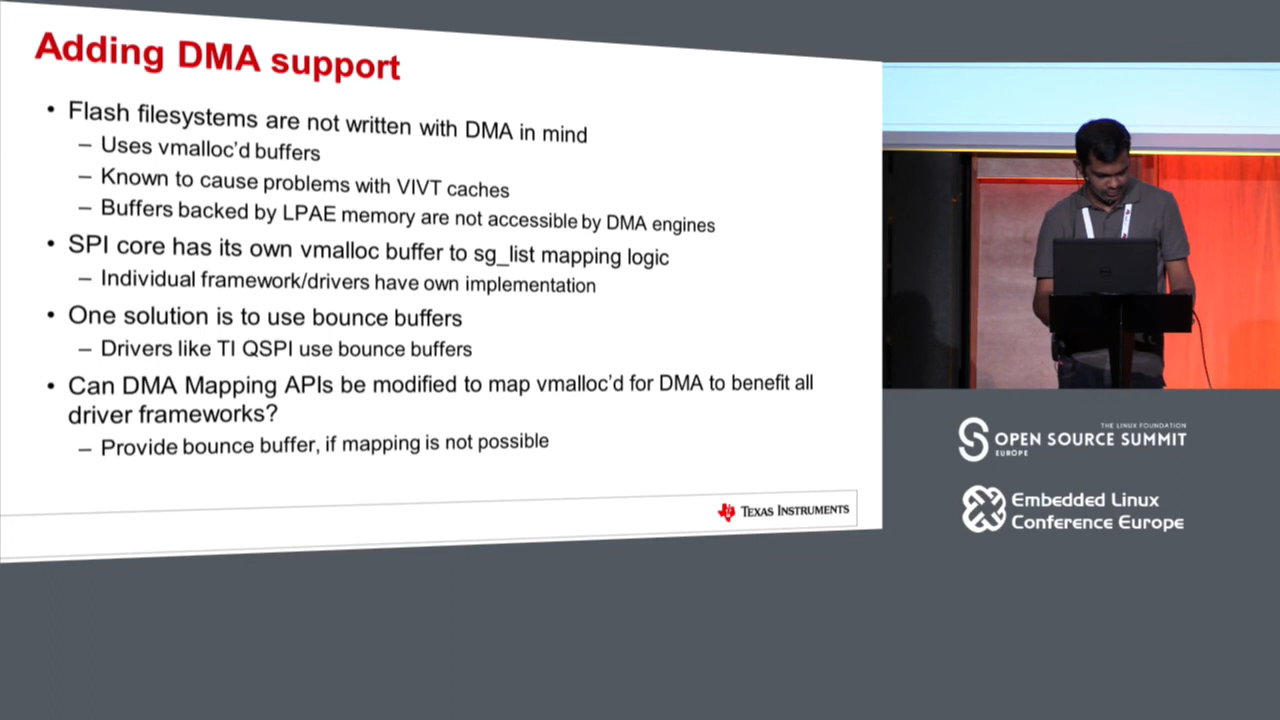 Adding DMA support
• Flash filesystems are not written with DMA in mind
– Uses vmalloc’d buffers
– Known to cause problems with VIVT caches
– Buffers backed by LPAE memory are not accessible by DMA engines
• SPI core has its own vmalloc buffer to sg_list mapping logic
– Individual framework/drivers have own implementation
• One solution is to use bounce buffers
– Drivers like TI QSPI use bounce buffers
• Can DMA Mapping APIs be modified to map vmalloc’d for DMA to benefit all
driver frameworks?
– Provide bounce buffer, if mapping is not possible
TEXAS INSTRUMENTS
THE LINUX FOUNDATION
OPEN SOURCE SUMMIT
EUROPE
Embedded Linux
Conference Europe